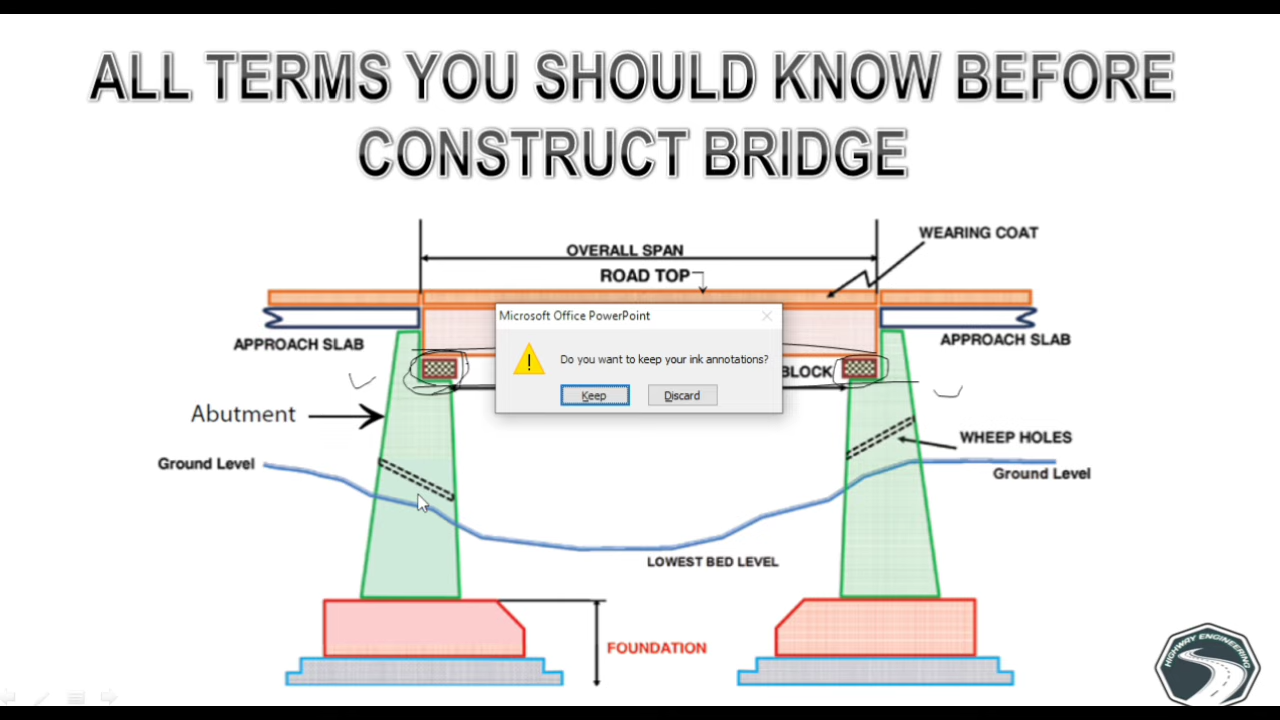 ALL TERMS YOU SHOULD KNOW BEFORE
CONSTRUCT BRIDGE
WEARING COAT
OVERALL SPAN
ROAD TOP
Microsoft Office PowerPoint
APPROACH SLAB
APPROACH SLAB
Do you want to keep your ink annotations?
BLOCK
Keep
Discard
Abutment
WHEEP HOLES
Ground Level
Ground Level
LOWEST BED LEVEL
FOUNDATION
HIGHWAY ENGINEERING